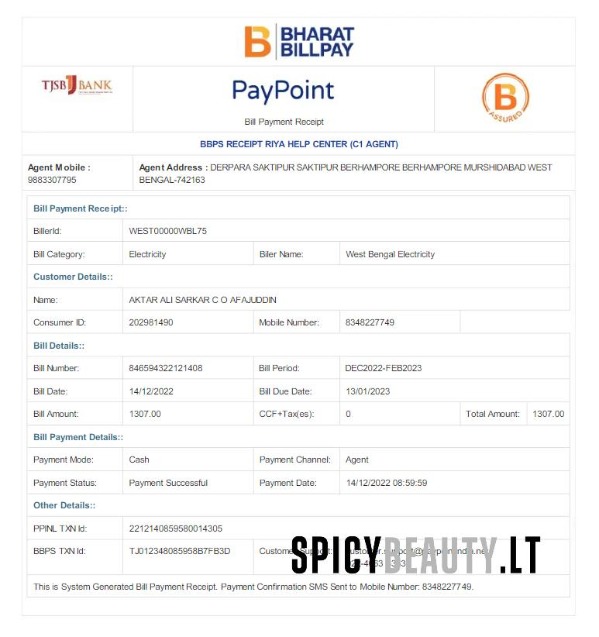 BHARAT
BILLPAY
TJSB BANK
PayPoint
Bill Payment Receipt
B
ASSURED
BBPS RECEIPT RIYA HELP CENTER (C1 AGENT)
Agent Mobile : Agent Address : DERPARA SAKTIPUR SAKTIPUR BERHAMPORE BERHAMPORE MURSHIDABAD WEST
9883307795 BENGAL-742163
Bill Payment Receipt::
BillerId: WEST00000WBL75
Bill Category: Electricity Biler Name: West Bengal Electricity
Customer Details::
Name: AKTAR ALI SARKAR C O AFAJUDDIN
Consumer ID: 202981490 Mobile Number: 8348227749
Bill Details::
Bill Number: 846594322121408 Bill Period: DEC2022-FEB2023
Bill Date: 14/12/2022 Bill Due Date: 13/01/2023
Bill Amount: 1307.00 CCF+Tax(es): 0 Total Amount: 1307.00
Bill Payment Details::
Payment Mode: Cash Payment Channel: Agent
Payment Status: Payment Successful Payment Date: 14/12/2022 08:59:59
Other Details::
PPINL TXN Id: 2212140859580014305
BBPS TXN Id: TJ012348085958B7FB3D
SPICYBEAUTY.LT
This is System Generated Bill Payment Receipt. Payment Confirmation SMS Sent to Mobile Number: 8348227749.